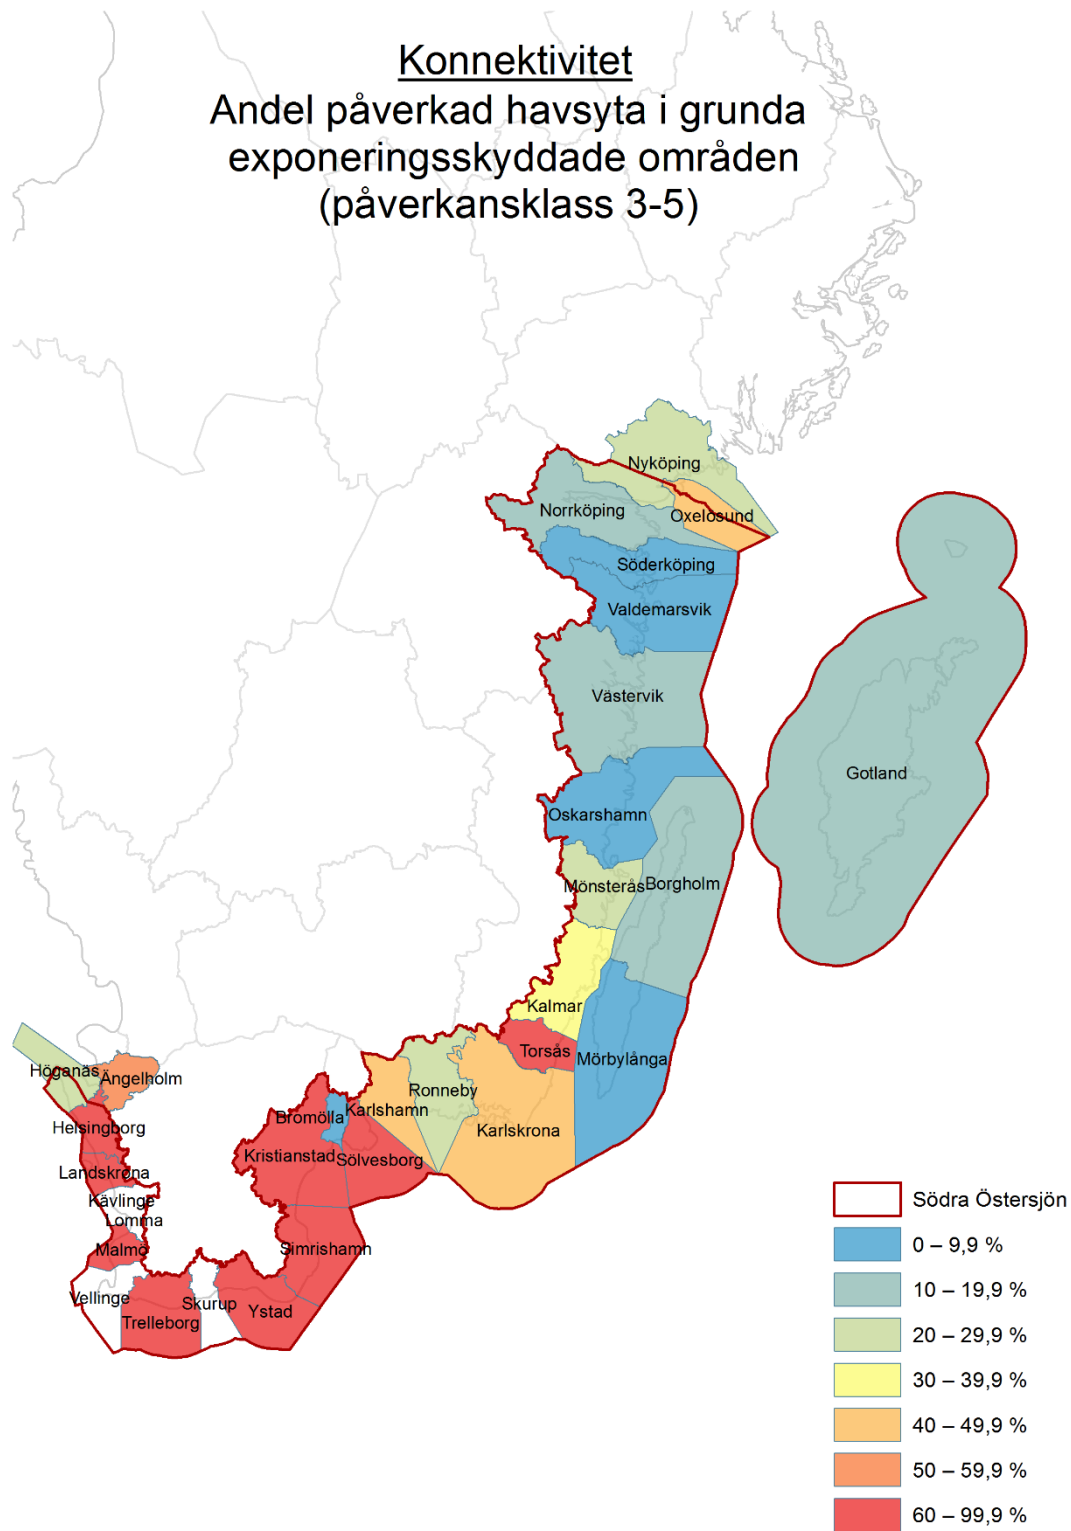 Konnektivitet
Andel påverkad havsyta i grunda
exponeringsskyddade områden
(påverkansklass 3-5)
Nyköping
Norrköping
Oxelösund
Söderköping
Valdemarsvik
Västervik
Gotland
Oskarshamn
Mönsterås
Borgholm
Kalmar
Torsås
Mörbylånga
Höganäs
Ängelholm
Ronneby
Karlshamn
Bromölla
Helsingborg
Karlskrona
Kristianstad
Sölvesborg
Landskrona
Kävlinge
Lomma
Malmö
Simrishamn
Vellinge
Skurup
Ystad
Trelleborg
Södra Östersjön
0 – 9,9 %
10 – 19,9 %
20 – 29,9 %
30 – 39,9 %
40 – 49,9 %
50 – 59,9 %
60 – 99,9 %